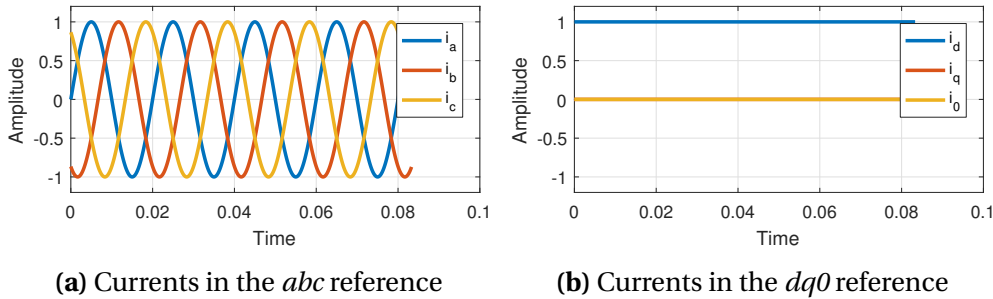 1
0.5
0
-0.5
-1
Amplitude
0
0.02
0.04
0.06
0.08
0.1
Time
i_a
i_b
i_c
(a) Currents in the abc reference
1
0.5
0
-0.5
-1
Amplitude
0
0.02
0.04
0.06
0.08
0.1
Time
i_d
i_q
i_0
(b) Currents in the dq0 reference